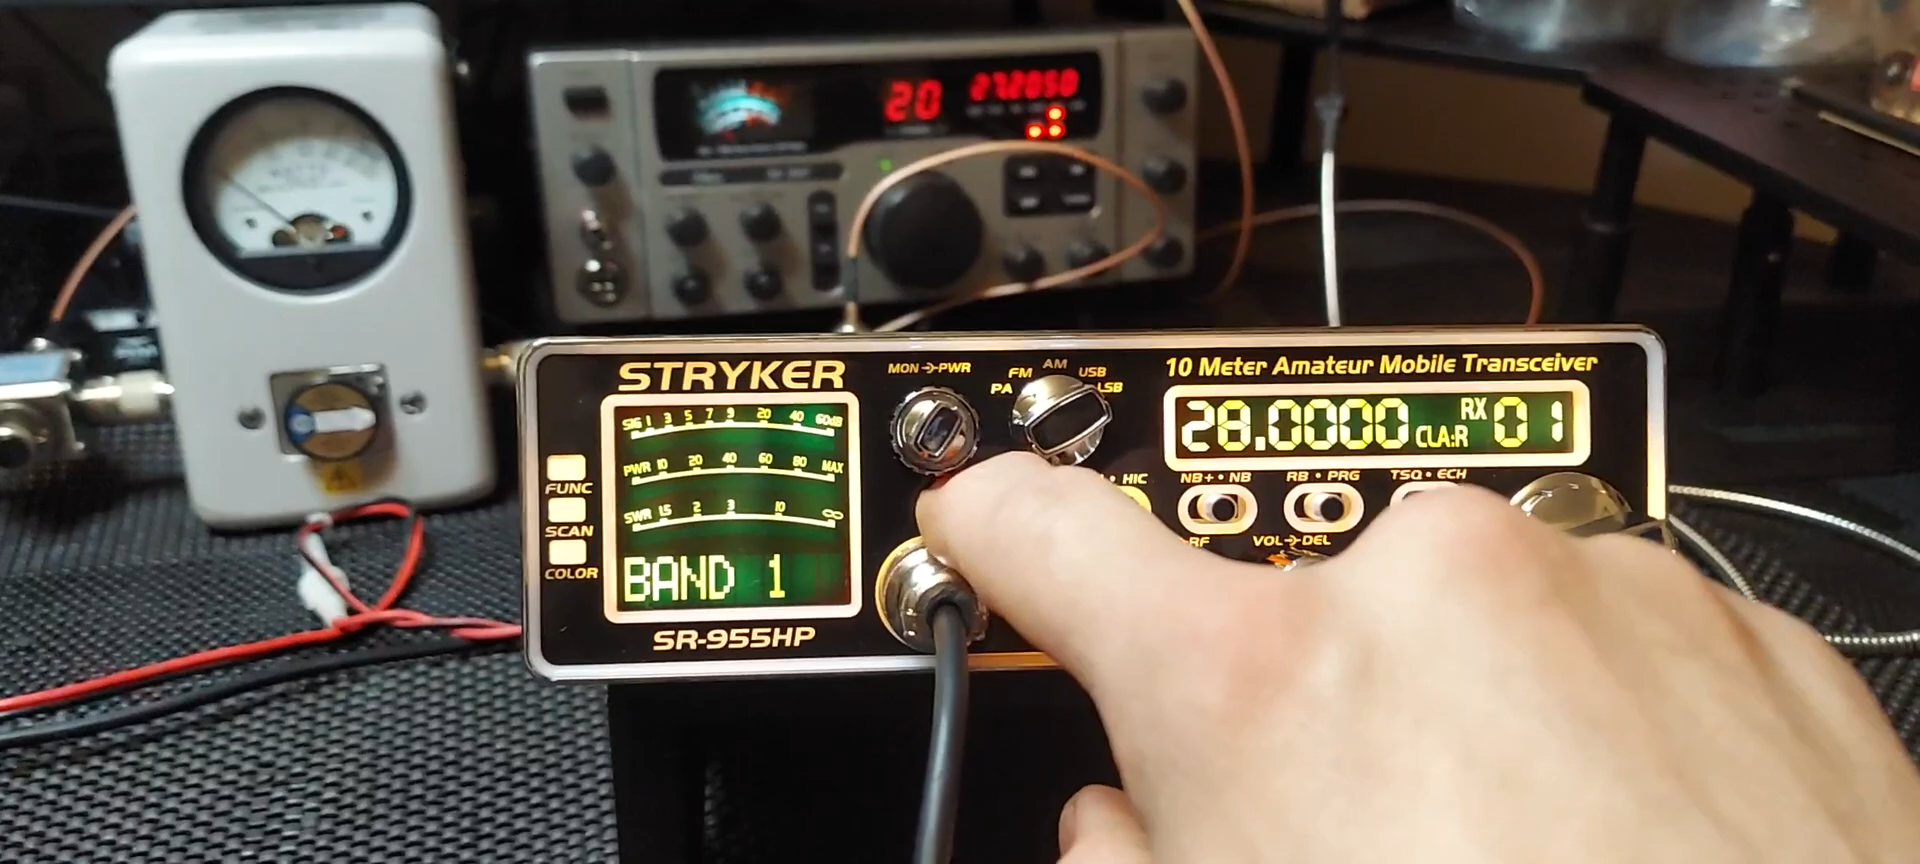 20 27.2050
STRYKER
MON→PWR
PA FM AM USB LSB
10 Meter Amateur Mobile Transceiver
SIG 1 3 5 7 9 20 40 60dB
PWR 10 20 40 60 80 MAX
SWR 1.5 2 3 10 ∞
BAND 1
28.0000 CLA:R RX 01
FUNC
SCAN
COLOR
• HIC
NB+ • NB
RB • PRG
TSQ • ECH
→RF
VOL→DEL
SR-955HP